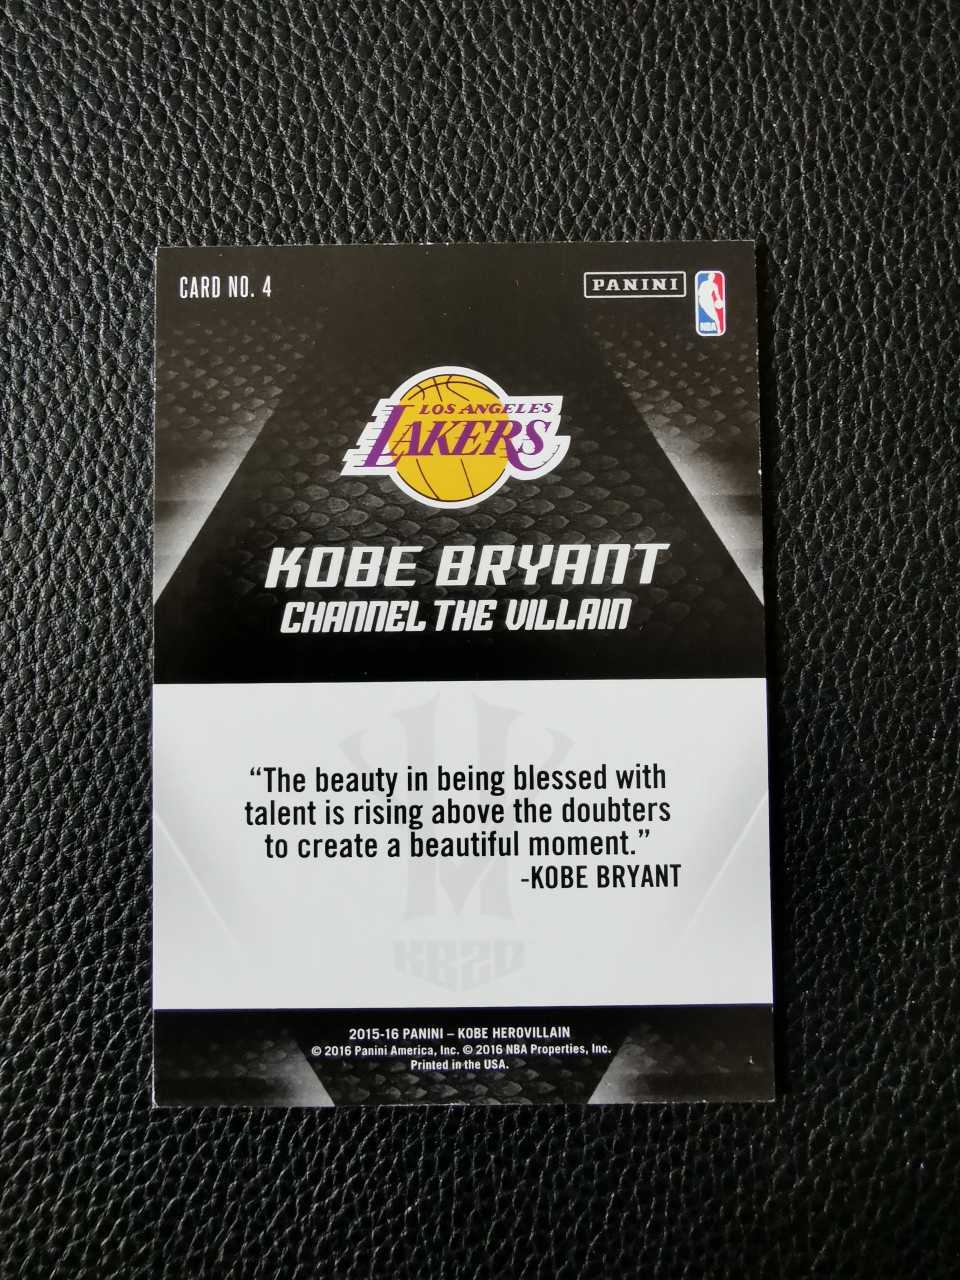 CARD NO. 4
PANINI
NBA
LOS ANGELES
LAKERS
KOBE BRYANT
CHANNEL THE VILLAIN
“The beauty in being blessed with
talent is rising above the doubters
to create a beautiful moment.”
-KOBE BRYANT
KB20
2015-16 PANINI – KOBE HEROVILLAIN
© 2016 Panini America, Inc. © 2016 NBA Properties, Inc.
Printed in the USA.